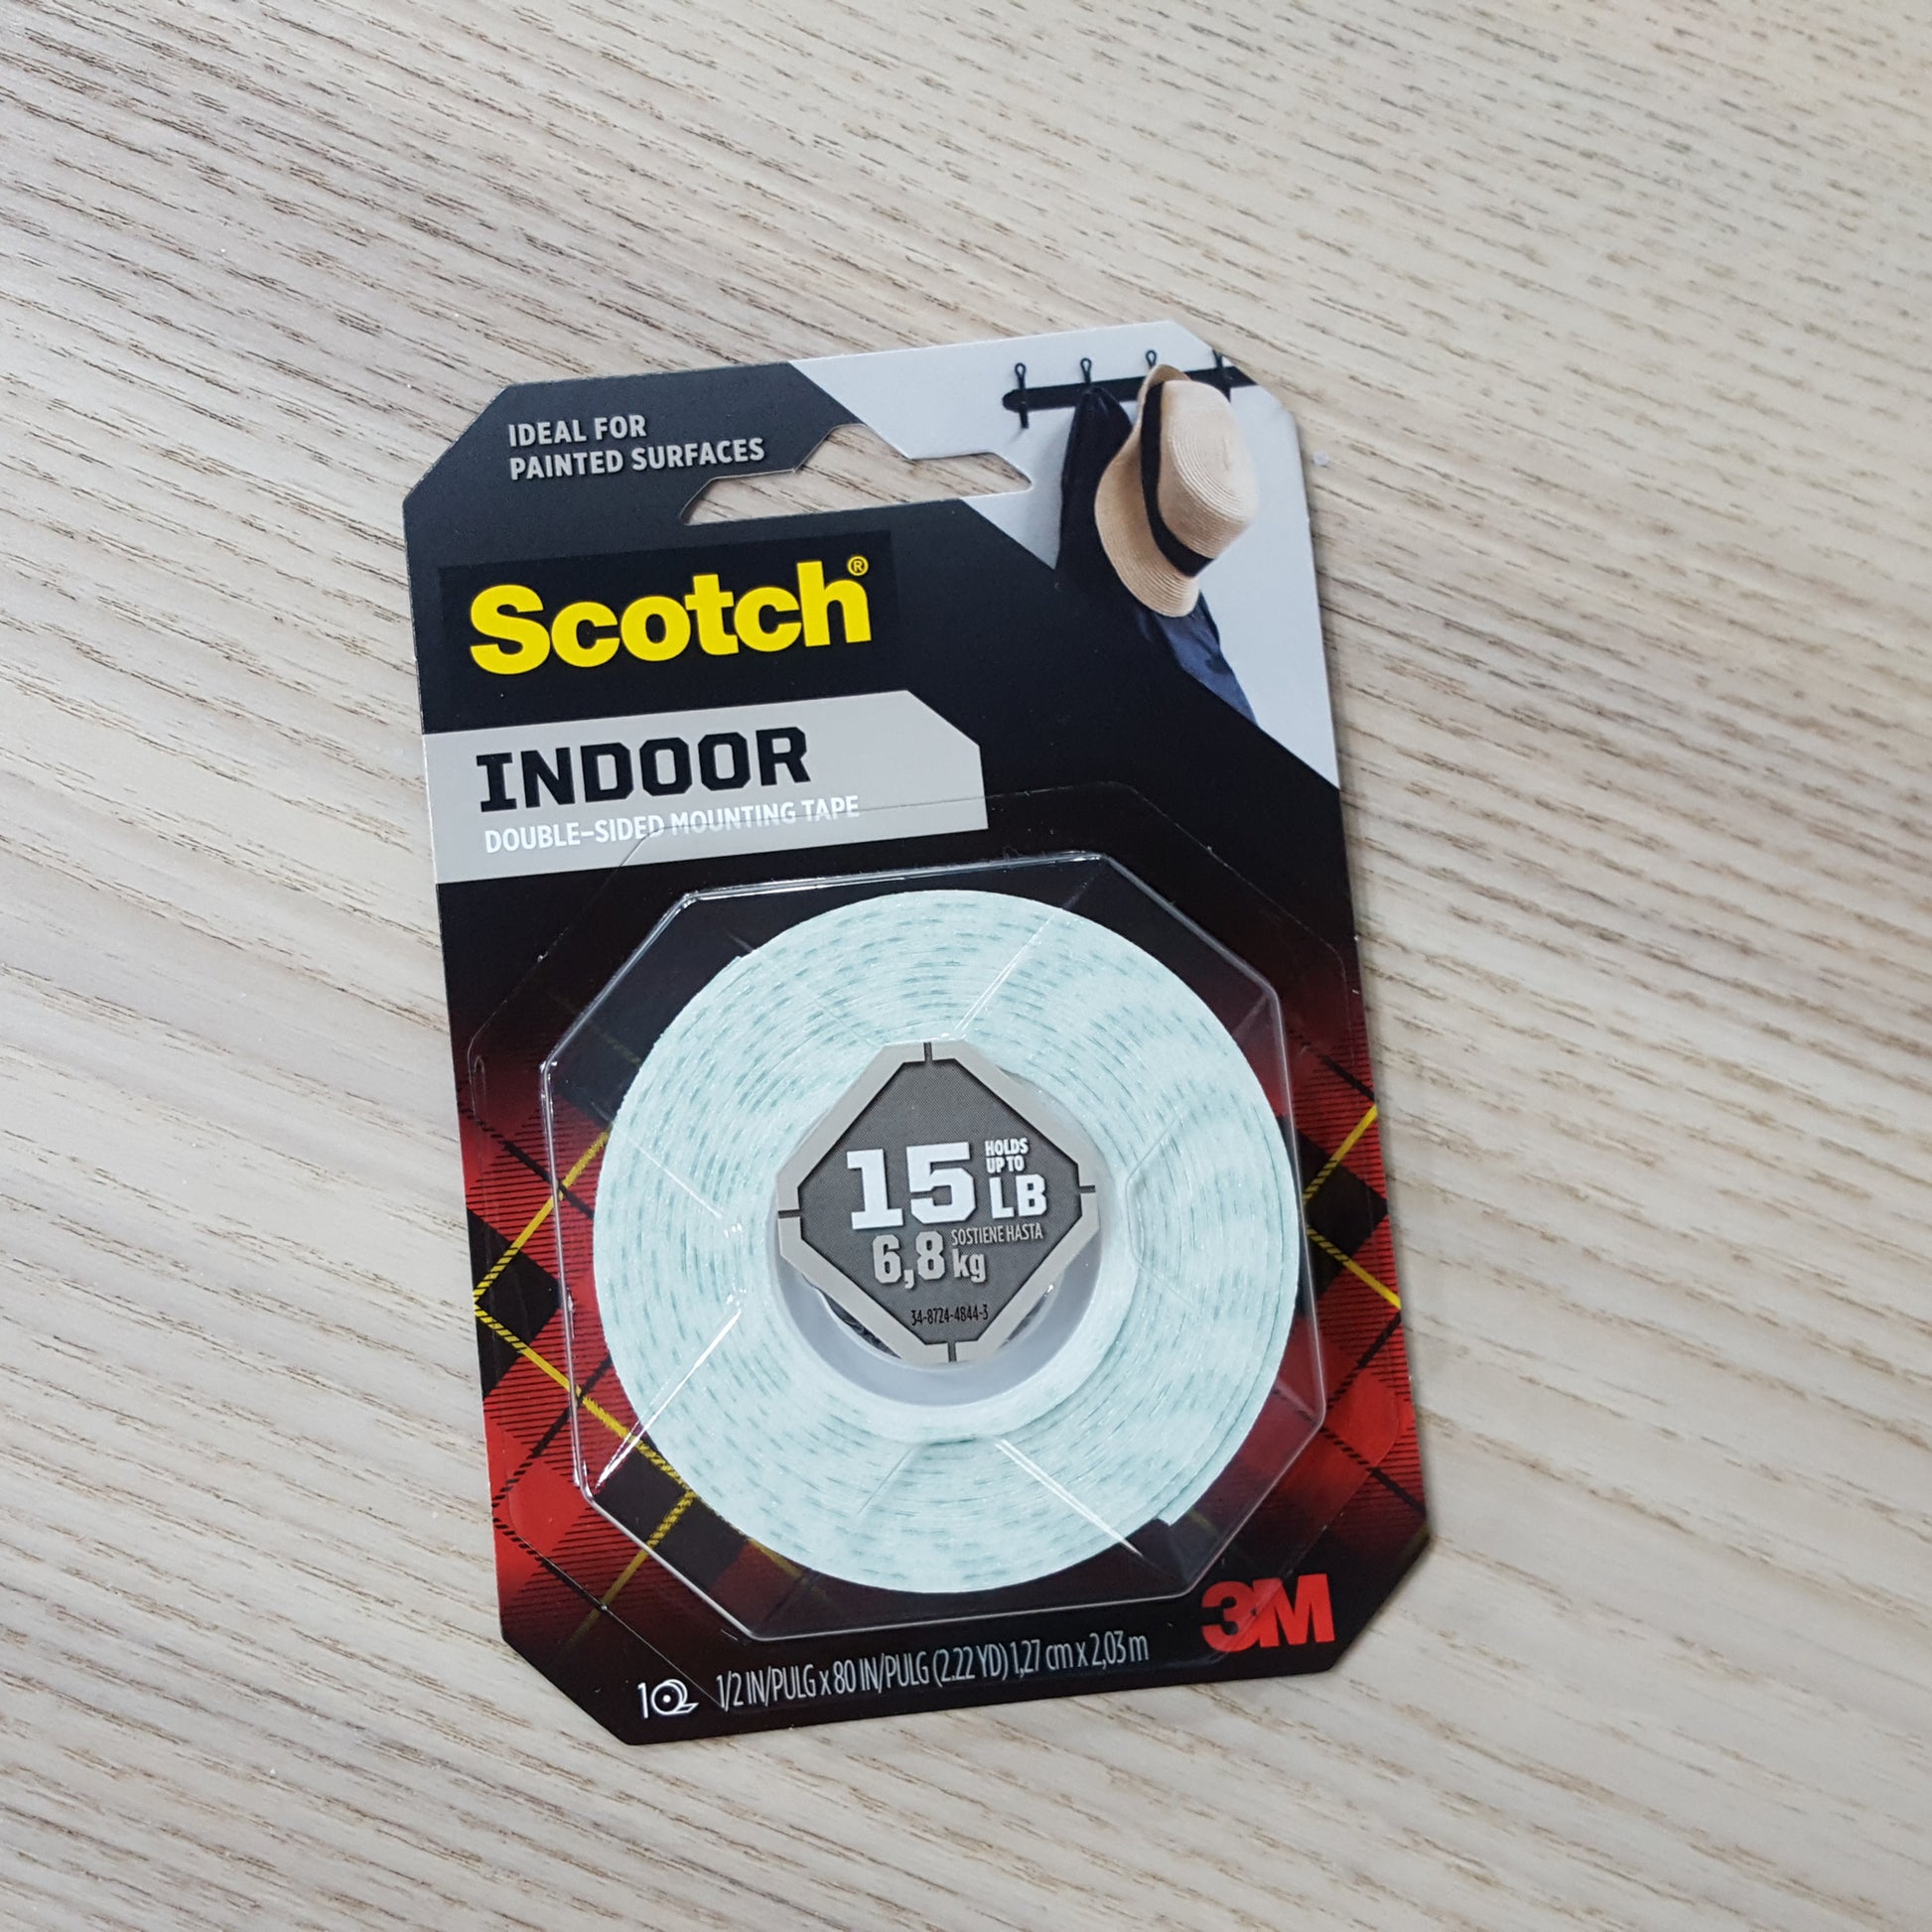 IDEAL FOR
PAINTED SURFACES
Scotch®
INDOOR
DOUBLE-SIDED MOUNTING TAPE
15 HOLDS UP TO LB
6,8 SOSTIENE HASTA kg
34-8724-4844-3
3M
1 1/2 IN/PULG x 80 IN/PULG (2.22 YD) 1,27 cm x 2,03 m